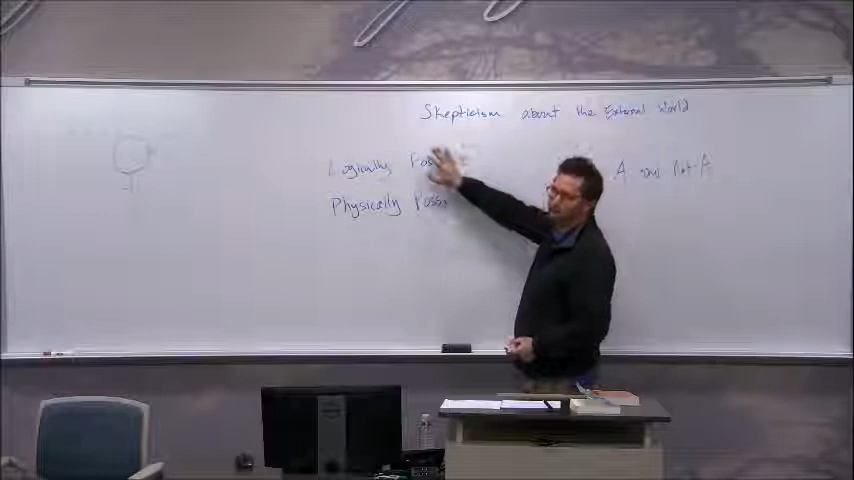 Skepticism about the External World
Logically Poss A and Not-A
Physically Poss